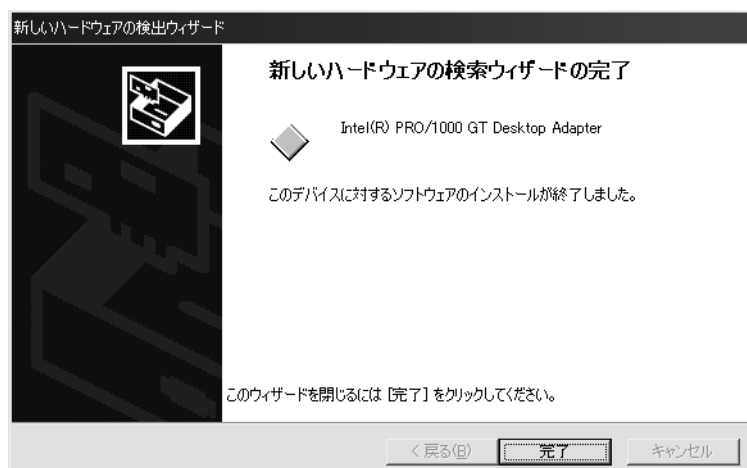 新しいハードウェアの検出ウィザード
新しいハードウェアの検索ウィザードの完了
Intel(R) PRO/1000 GT Desktop Adapter
このデバイスに対するソフトウェアのインストールが終了しました。
このウィザードを閉じるには [完了] をクリックしてください。
< 戻る(B)
完了
キャンセル